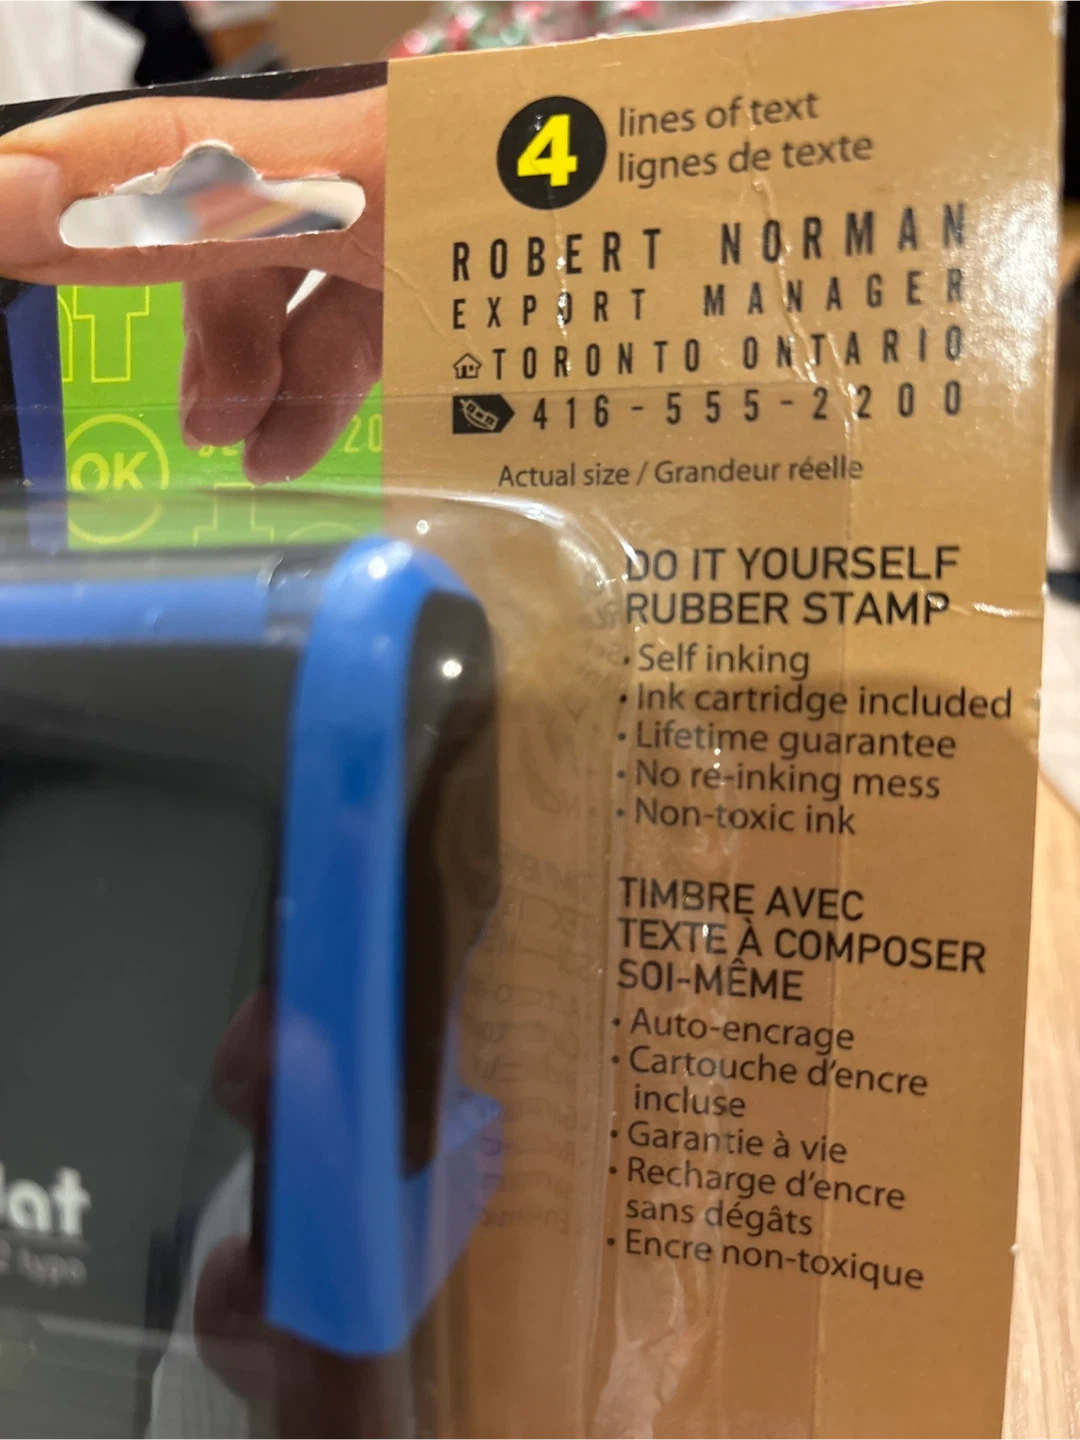 4 lines of text
lignes de texte
ROBERT NORMAN
EXPORT MANAGER
TORONTO ONTARIO
416-555-2200
Actual size / Grandeur réelle
OK
20
DO IT YOURSELF
RUBBER STAMP
• Self inking
• Ink cartridge included
• Lifetime guarantee
• No re-inking mess
• Non-toxic ink
TIMBRE AVEC
TEXTE À COMPOSER
SOI-MÊME
• Auto-encrage
• Cartouche d'encre
incluse
• Garantie à vie
• Recharge d'encre
sans dégâts
• Encre non-toxique
lat
typo